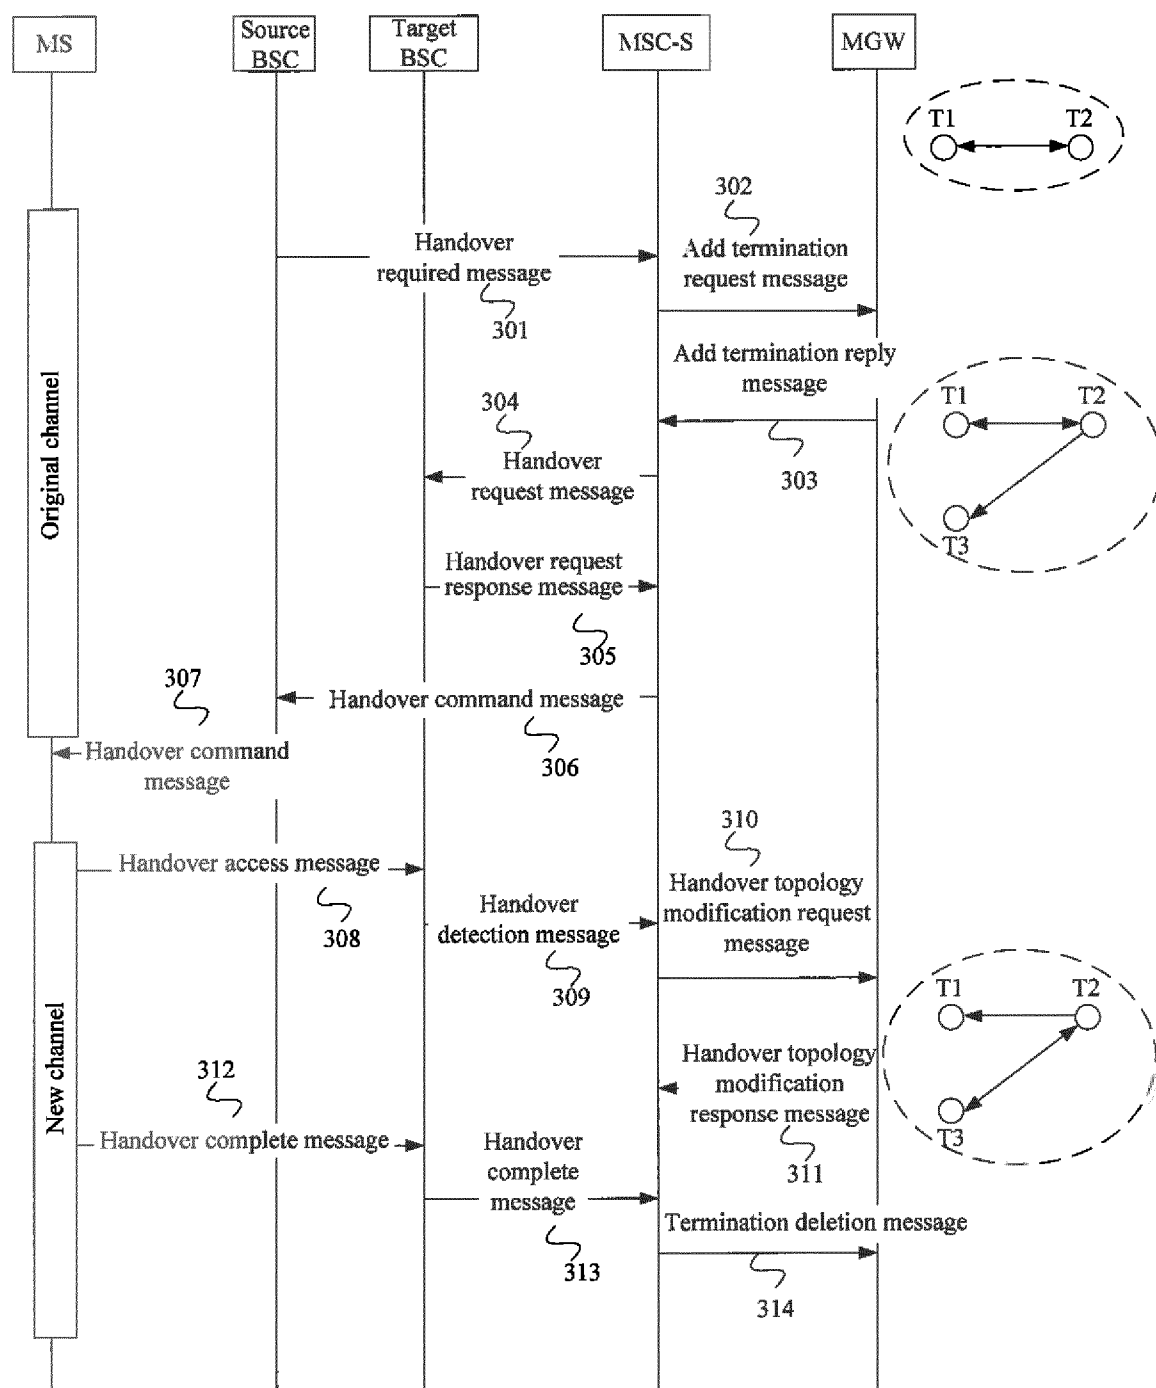 MS
Source
BSC
Target
BSC
MSC-S
MGW
T1
T2
302
Handover
required message
301
Add termination
request message
Add termination reply
message
303
T1
T2
T3
304
Handover
request message
Original channel
Handover request
response message
305
Handover command message
306
307
Handover command
message
310
Handover access message
308
Handover
detection message
309
Handover topology
modification request
message
T1
T2
T3
Handover topology
modification
response message
311
New channel
312
Handover complete message
Handover
complete
message
313
Termination deletion message
314